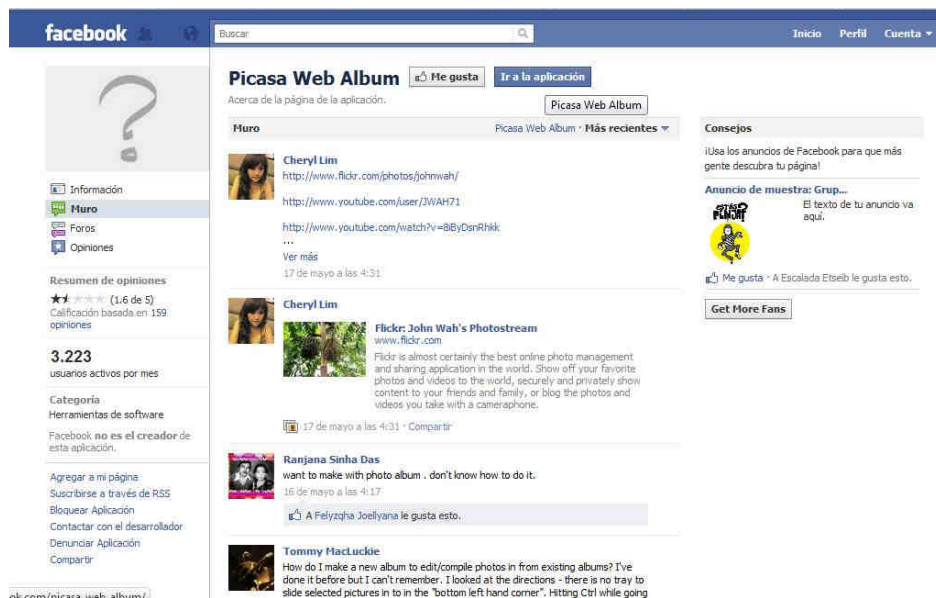 facebook
Buscar
Inicio Perfil Cuenta
Picasa Web Album Me gusta Ir a la aplicación
Acerca de la página de la aplicación.
Picasa Web Album
Información
Muro
Foros
Opiniones
Resumen de opiniones
(1.6 de 5)
Calificación basada en 159
opiniones
3.223
usuarios activos por mes
Categoría
Herramientas de software
Facebook no es el creador de
esta aplicación.
Agregar a mi página
Suscribirse a través de RSS
Bloquear Aplicación
Contactar con el desarrollador
Denunciar Aplicación
Compartir
ok.com/picasa-web-album/
Muro Picasa Web Album · Más recientes
Cheryl Lim
http://www.flickr.com/photos/johnwah/
http://www.youtube.com/user/JWAH71
http://www.youtube.com/watch?v=8iByDsnRhkk
...
Ver más
17 de mayo a las 4:31
Cheryl Lim
Flickr: John Wah's Photostream
www.flickr.com
Flickr is almost certainly the best online photo management
and sharing application in the world. Show off your favorite
photos and videos to the world, securely and privately show
content to your friends and family, or blog the photos and
videos you take with a cameraphone.
17 de mayo a las 4:31 · Compartir
Ranjana Sinha Das
want to make with photo album . don't know how to do it.
16 de mayo a las 4:17
A Felyzqha Joellyana le gusta esto.
Tommy MacLuckie
How do I make a new album to edit/compile photos in from existing albums? I've
done it before but I can't remember. I looked at the directions - there is no tray to
slide selected pictures in to in the "bottom left hand corner". Hitting Ctrl while going
Consejos
¡Usa los anuncios de Facebook para que más
gente descubra tu página!
Anuncio de muestra: Grup...
El texto de tu anuncio va
aquí.
Me gusta · A Escalada Etseib le gusta esto.
Get More Fans